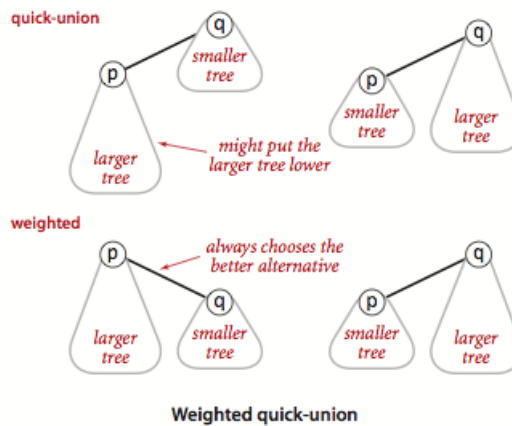 quick-union
q
smaller
tree
p
larger
tree
might put the
larger tree lower
q
p
smaller
tree
larger
tree
weighted
p
larger
tree
always chooses the
better alternative
q
smaller
tree
q
p
smaller
tree
larger
tree
Weighted quick-union